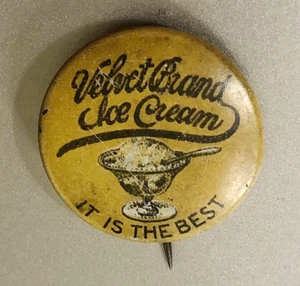 Velvet Brand
Ice Cream
IT IS THE BEST